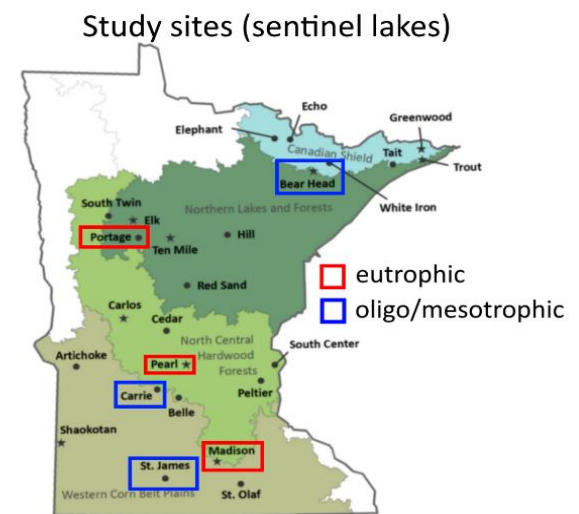 Study sites (sentinel lakes)
Echo
Elephant
Greenwood
Canadian Shield
Tait
Trout
Bear Head
White Iron
South Twin
Elk
Northern Lakes and Forests
Portage
Hill
Ten Mile
eutrophic
Red Sand
oligo/mesotrophic
Carlos
Cedar
North Central
Hardwood
Forests
South Center
Artichoke
Pearl
Carrie
Peltier
Belle
Shaokotan
Madison
St. James
Western Corn Belt Plains
St. Olaf